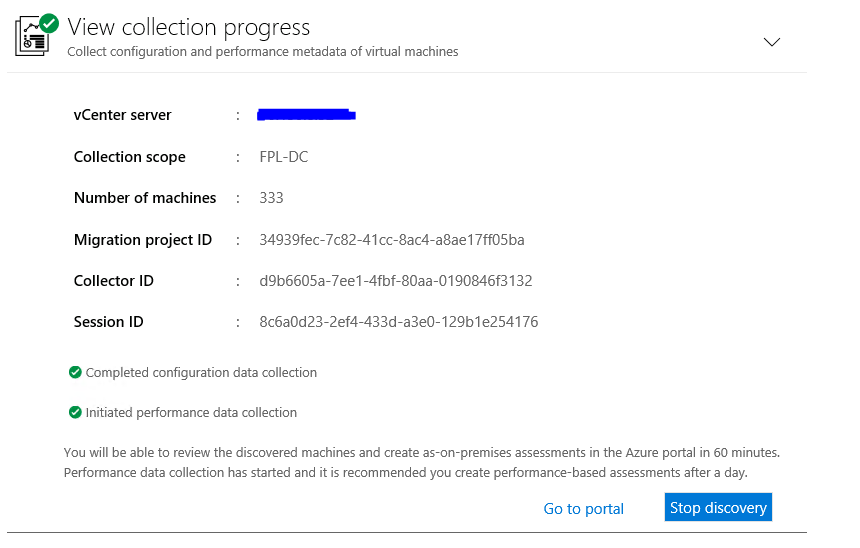 View collection progress
Collect configuration and performance metadata of virtual machines
vCenter server :
Collection scope : FPL-DC
Number of machines : 333
Migration project ID : 34939fec-7c82-41cc-8ac4-a8ae17ff05ba
Collector ID : d9b6605a-7ee1-4fbf-80aa-0190846f3132
Session ID : 8c6a0d23-2ef4-433d-a3e0-129b1e254176
Completed configuration data collection
Initiated performance data collection
You will be able to review the discovered machines and create as-on-premises assessments in the Azure portal in 60 minutes.
Performance data collection has started and it is recommended you create performance-based assessments after a day.
Go to portal Stop discovery